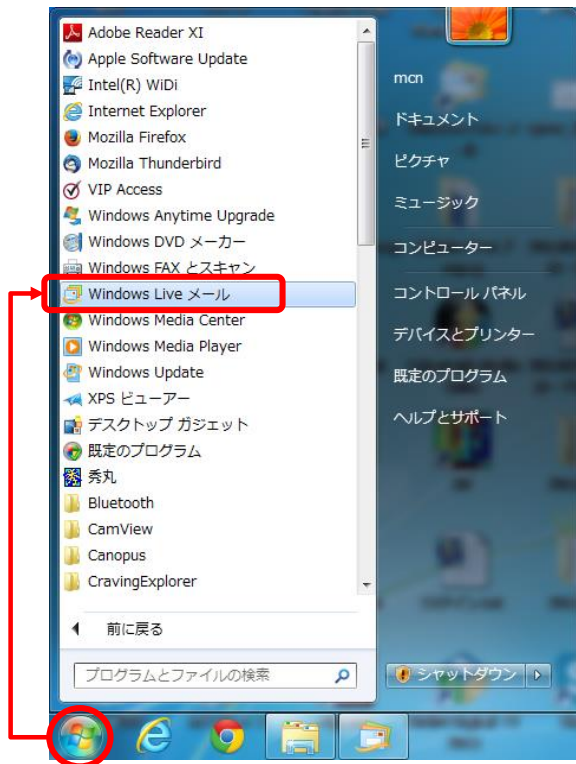 Adobe Reader XI
Apple Software Update
Intel(R) WiDi
Internet Explorer
Mozilla Firefox
Mozilla Thunderbird
VIP Access
Windows Anytime Upgrade
Windows DVD メーカー
Windows FAX とスキャン
Windows Live メール
Windows Media Center
Windows Media Player
Windows Update
XPS ビューアー
デスクトップ ガジェット
既定のプログラム
秀丸
Bluetooth
CamView
Canopus
CravingExplorer
前に戻る
プログラムとファイルの検索
mcn
ドキュメント
ピクチャ
ミュージック
コンピューター
コントロール パネル
デバイスとプリンター
既定のプログラム
ヘルプとサポート
シャットダウン